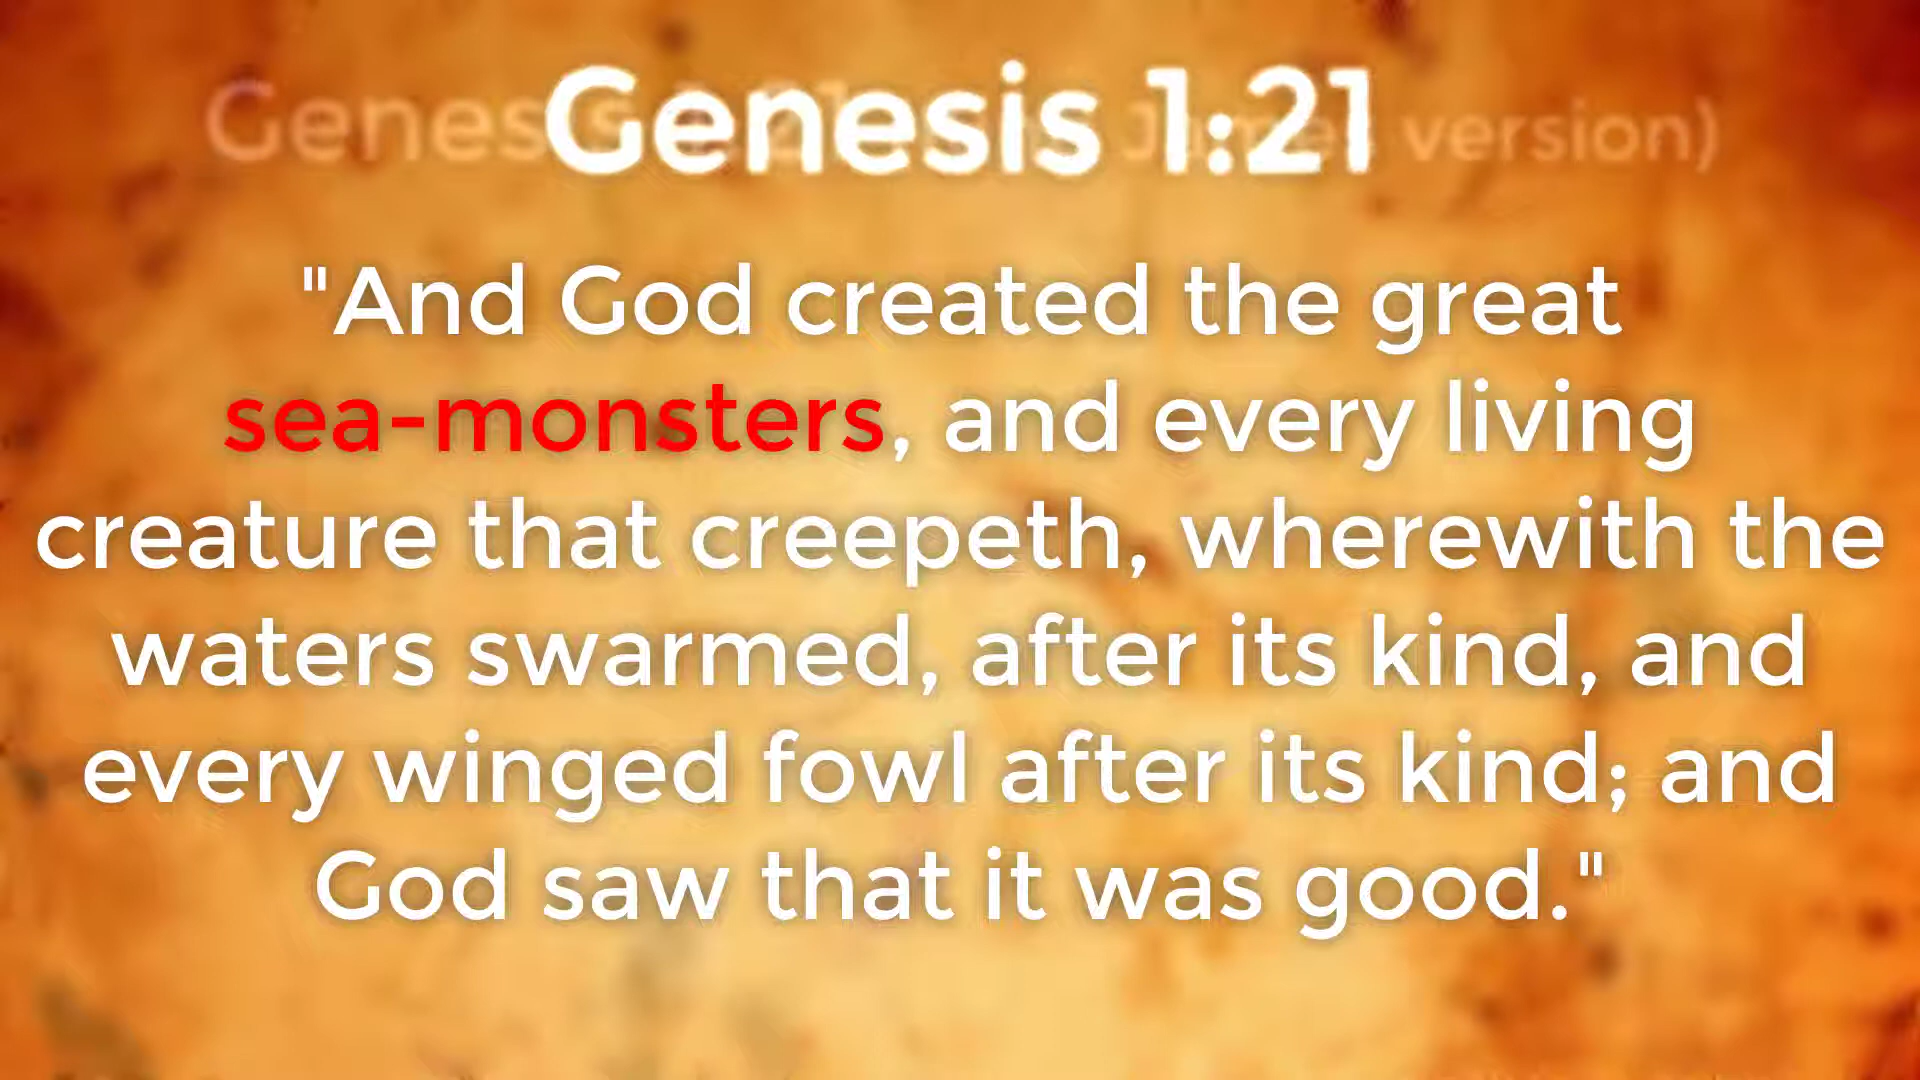 Genesis 1:21
version)
"And God created the great
sea-monsters, and every living
creature that creepeth, wherewith the
waters swarmed, after its kind, and
every winged fowl after its kind; and
God saw that it was good."